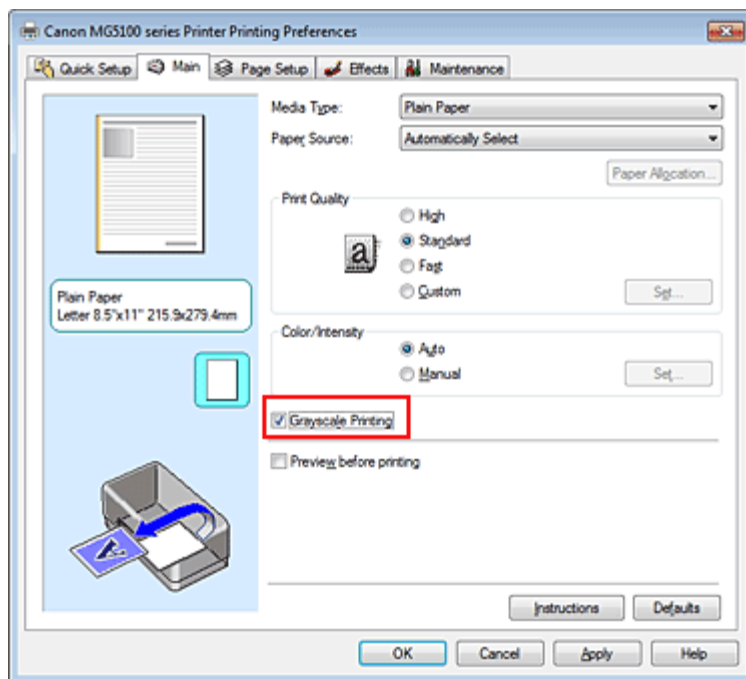 Canon MG5100 series Printer Printing Preferences
Quick Setup Main Page Setup Effects Maintenance
Media Type: Plain Paper
Paper Source: Automatically Select
Paper Allocation...
Print Quality
High
Standard
Fast
Custom Set...
Plain Paper
Letter 8.5"x11" 215.9x279.4mm
Color/Intensity
Auto
Manual Set...
Grayscale Printing
Preview before printing
Instructions Defaults
OK Cancel Apply Help